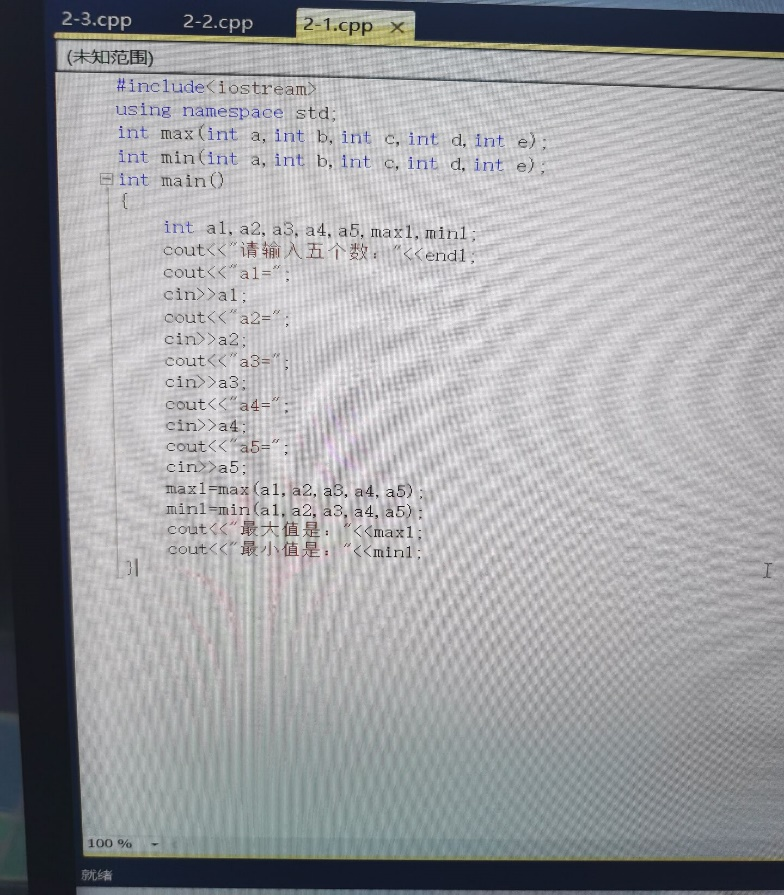 2-3.cpp 2-2.cpp 2-1.cpp ×
(未知范围)
#include<iostream>
using namespace std;
int max(int a,int b,int c,int d,int e);
int min(int a,int b,int c,int d,int e);
int main()
{
int a1,a2,a3,a4,a5,max1,min1;
cout<<"请输入五个数："<<endl;
cout<<"a1=";
cin>>a1;
cout<<"a2=";
cin>>a2;
cout<<"a3=";
cin>>a3;
cout<<"a4=";
cin>>a4;
cout<<"a5=";
cin>>a5;
max1=max(a1,a2,a3,a4,a5);
min1=min(a1,a2,a3,a4,a5);
cout<<"最大值是："<<max1;
cout<<"最小值是："<<min1;
}
100 %
就绪